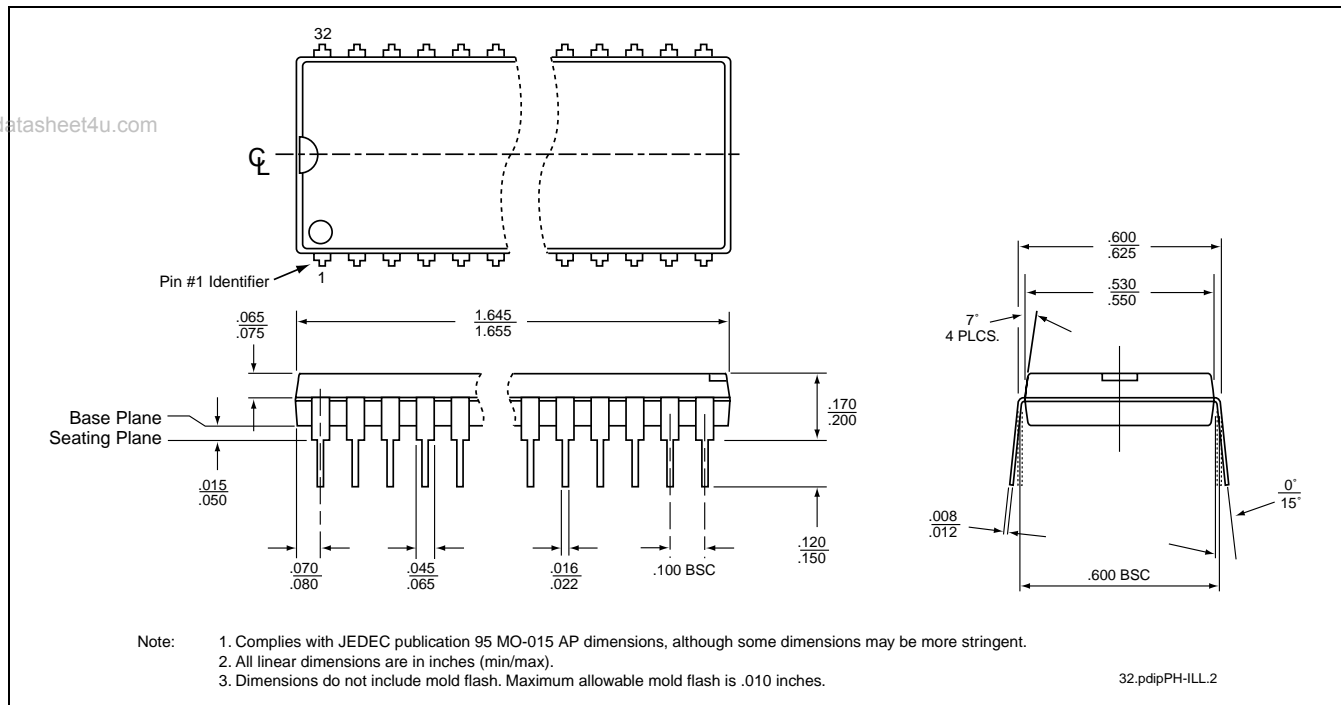 32
datasheet4u.com
CL
Pin #1 Identifier
1
.065
.075
1.645
1.655
Base Plane
Seating Plane
.015
.050
.170
.200
.070
.080
.045
.065
.016
.022
.100 BSC
.120
.150
.600
.625
.530
.550
7°
4 PLCS.
.008
.012
0°
15°
.600 BSC
Note: 1. Complies with JEDEC publication 95 MO-015 AP dimensions, although some dimensions may be more stringent.
2. All linear dimensions are in inches (min/max).
3. Dimensions do not include mold flash. Maximum allowable mold flash is .010 inches.
32.pdipPH-ILL.2